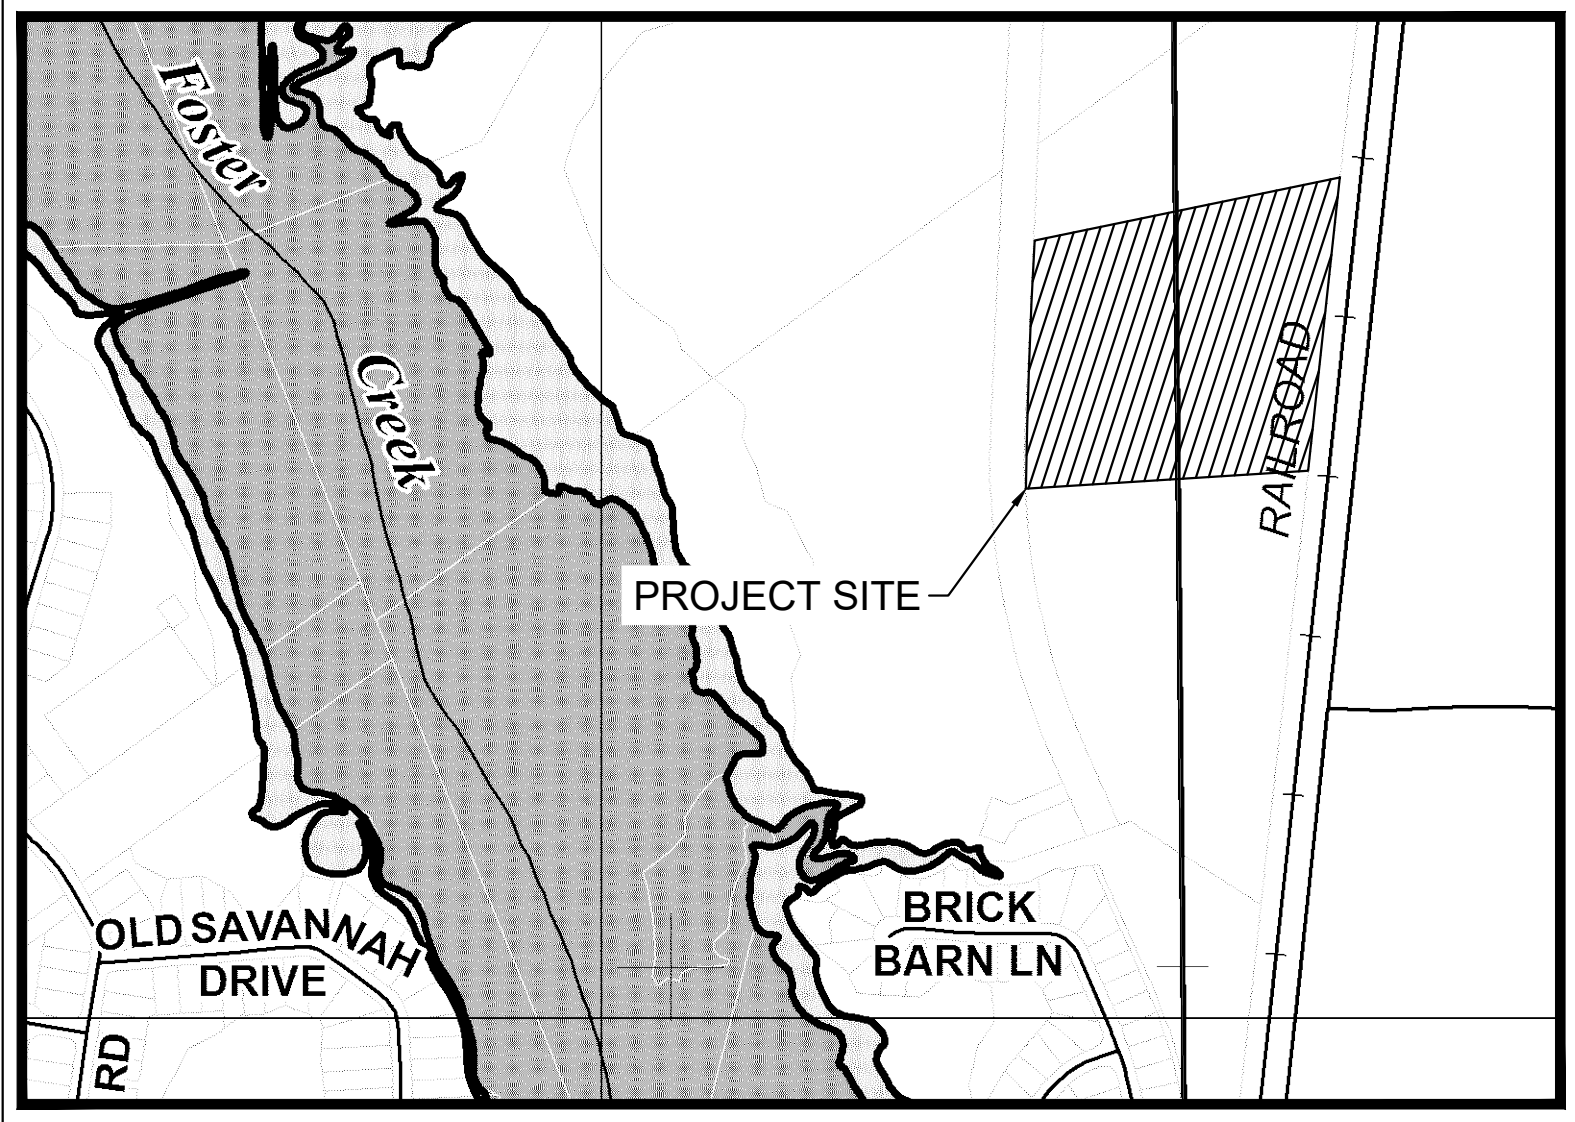 Foster
Creek
RAILROAD
PROJECT SITE
BRICK
BARN LN
OLD SAVANNAH
DRIVE
RD